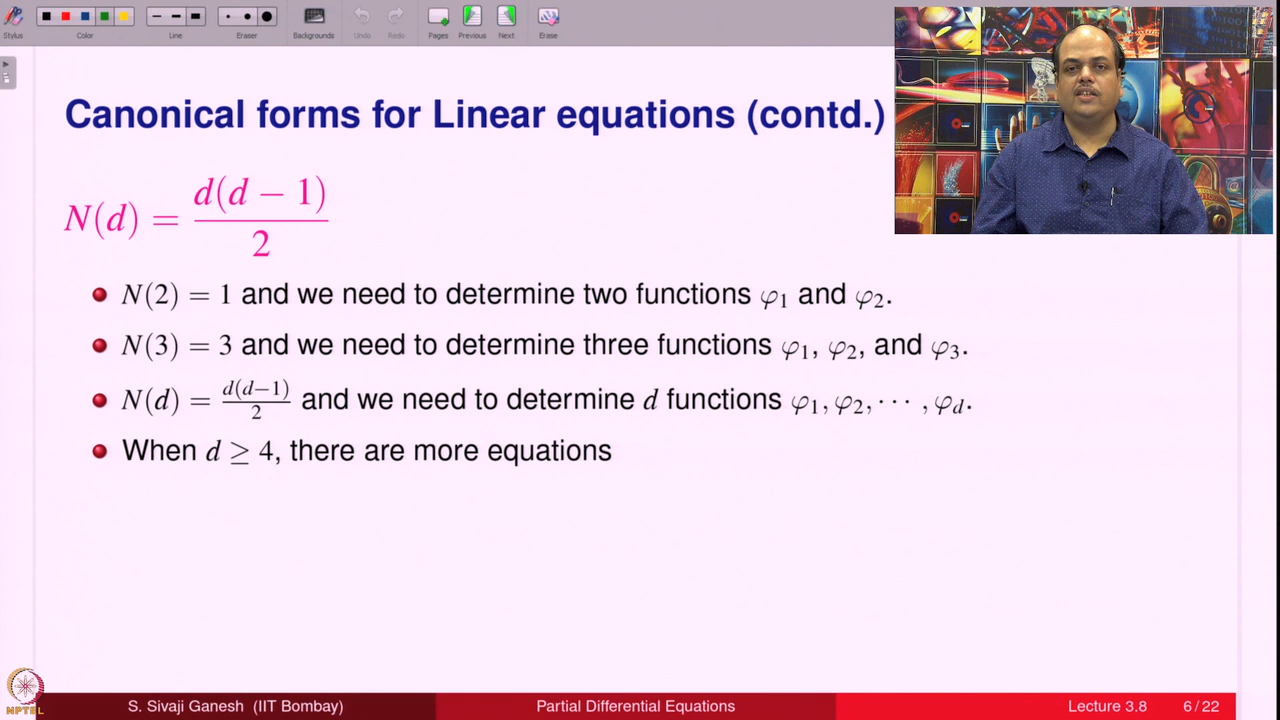 Stylus Color Line Eraser Backgrounds Undo Redo Pages Previous Next Erase
Canonical forms for Linear equations (contd.)
N(d) = d(d − 1) / 2
N(2) = 1 and we need to determine two functions φ₁ and φ₂.
N(3) = 3 and we need to determine three functions φ₁, φ₂, and φ₃.
N(d) = d(d−1)/2 and we need to determine d functions φ₁, φ₂, ⋯ , φ_d.
When d ≥ 4, there are more equations
NPTEL
S. Sivaji Ganesh (IIT Bombay) Partial Differential Equations Lecture 3.8 6 / 22